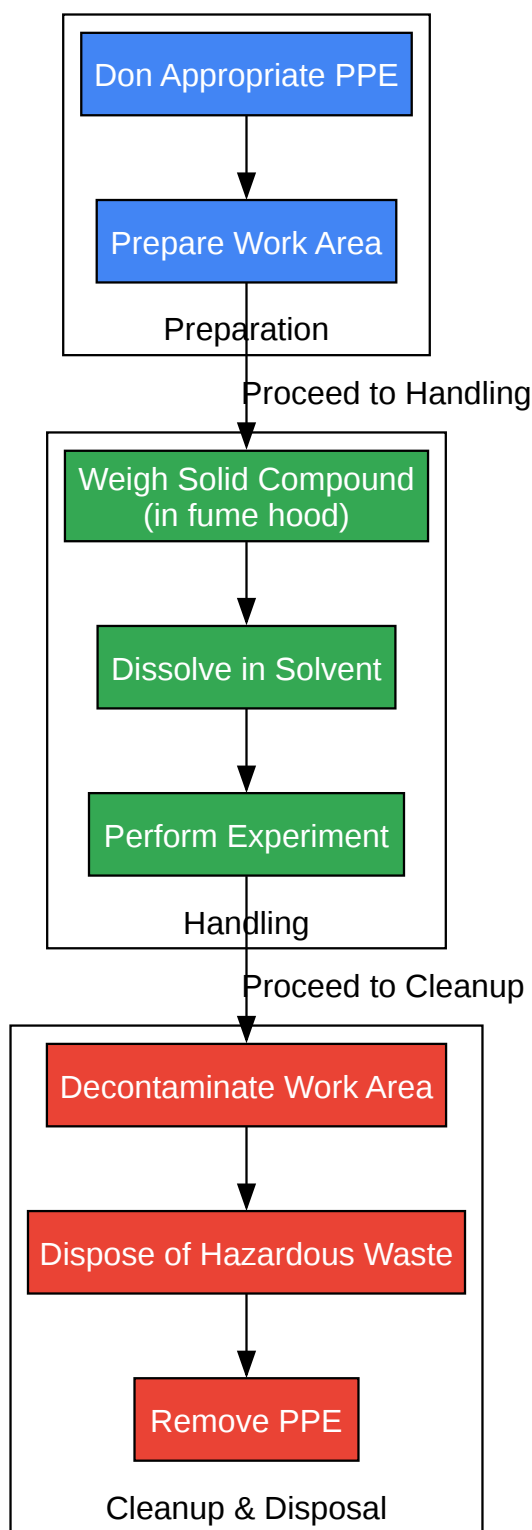 Don Appropriate PPE
Prepare Work Area
Preparation
Proceed to Handling
Weigh Solid Compound
(in fume hood)
Dissolve in Solvent
Perform Experiment
Handling
Proceed to Cleanup
Decontaminate Work Area
Dispose of Hazardous Waste
Remove PPE
Cleanup & Disposal